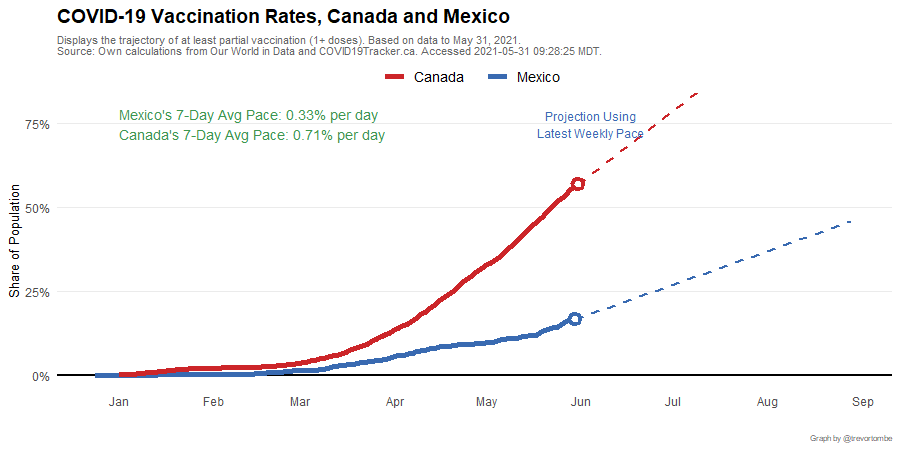 COVID-19 Vaccination Rates, Canada and Mexico
Displays the trajectory of at least partial vaccination (1+ doses). Based on data to May 31, 2021.
Source: Own calculations from Our World in Data and COVID19Tracker.ca. Accessed 2021-05-31 09:28:25 MDT.
Canada Mexico
Mexico's 7-Day Avg Pace: 0.33% per day
Canada's 7-Day Avg Pace: 0.71% per day
Projection Using
Latest Weekly Pace
Share of Population
75%
50%
25%
0%
Jan Feb Mar Apr May Jun Jul Aug Sep
Graph by @trevortombe